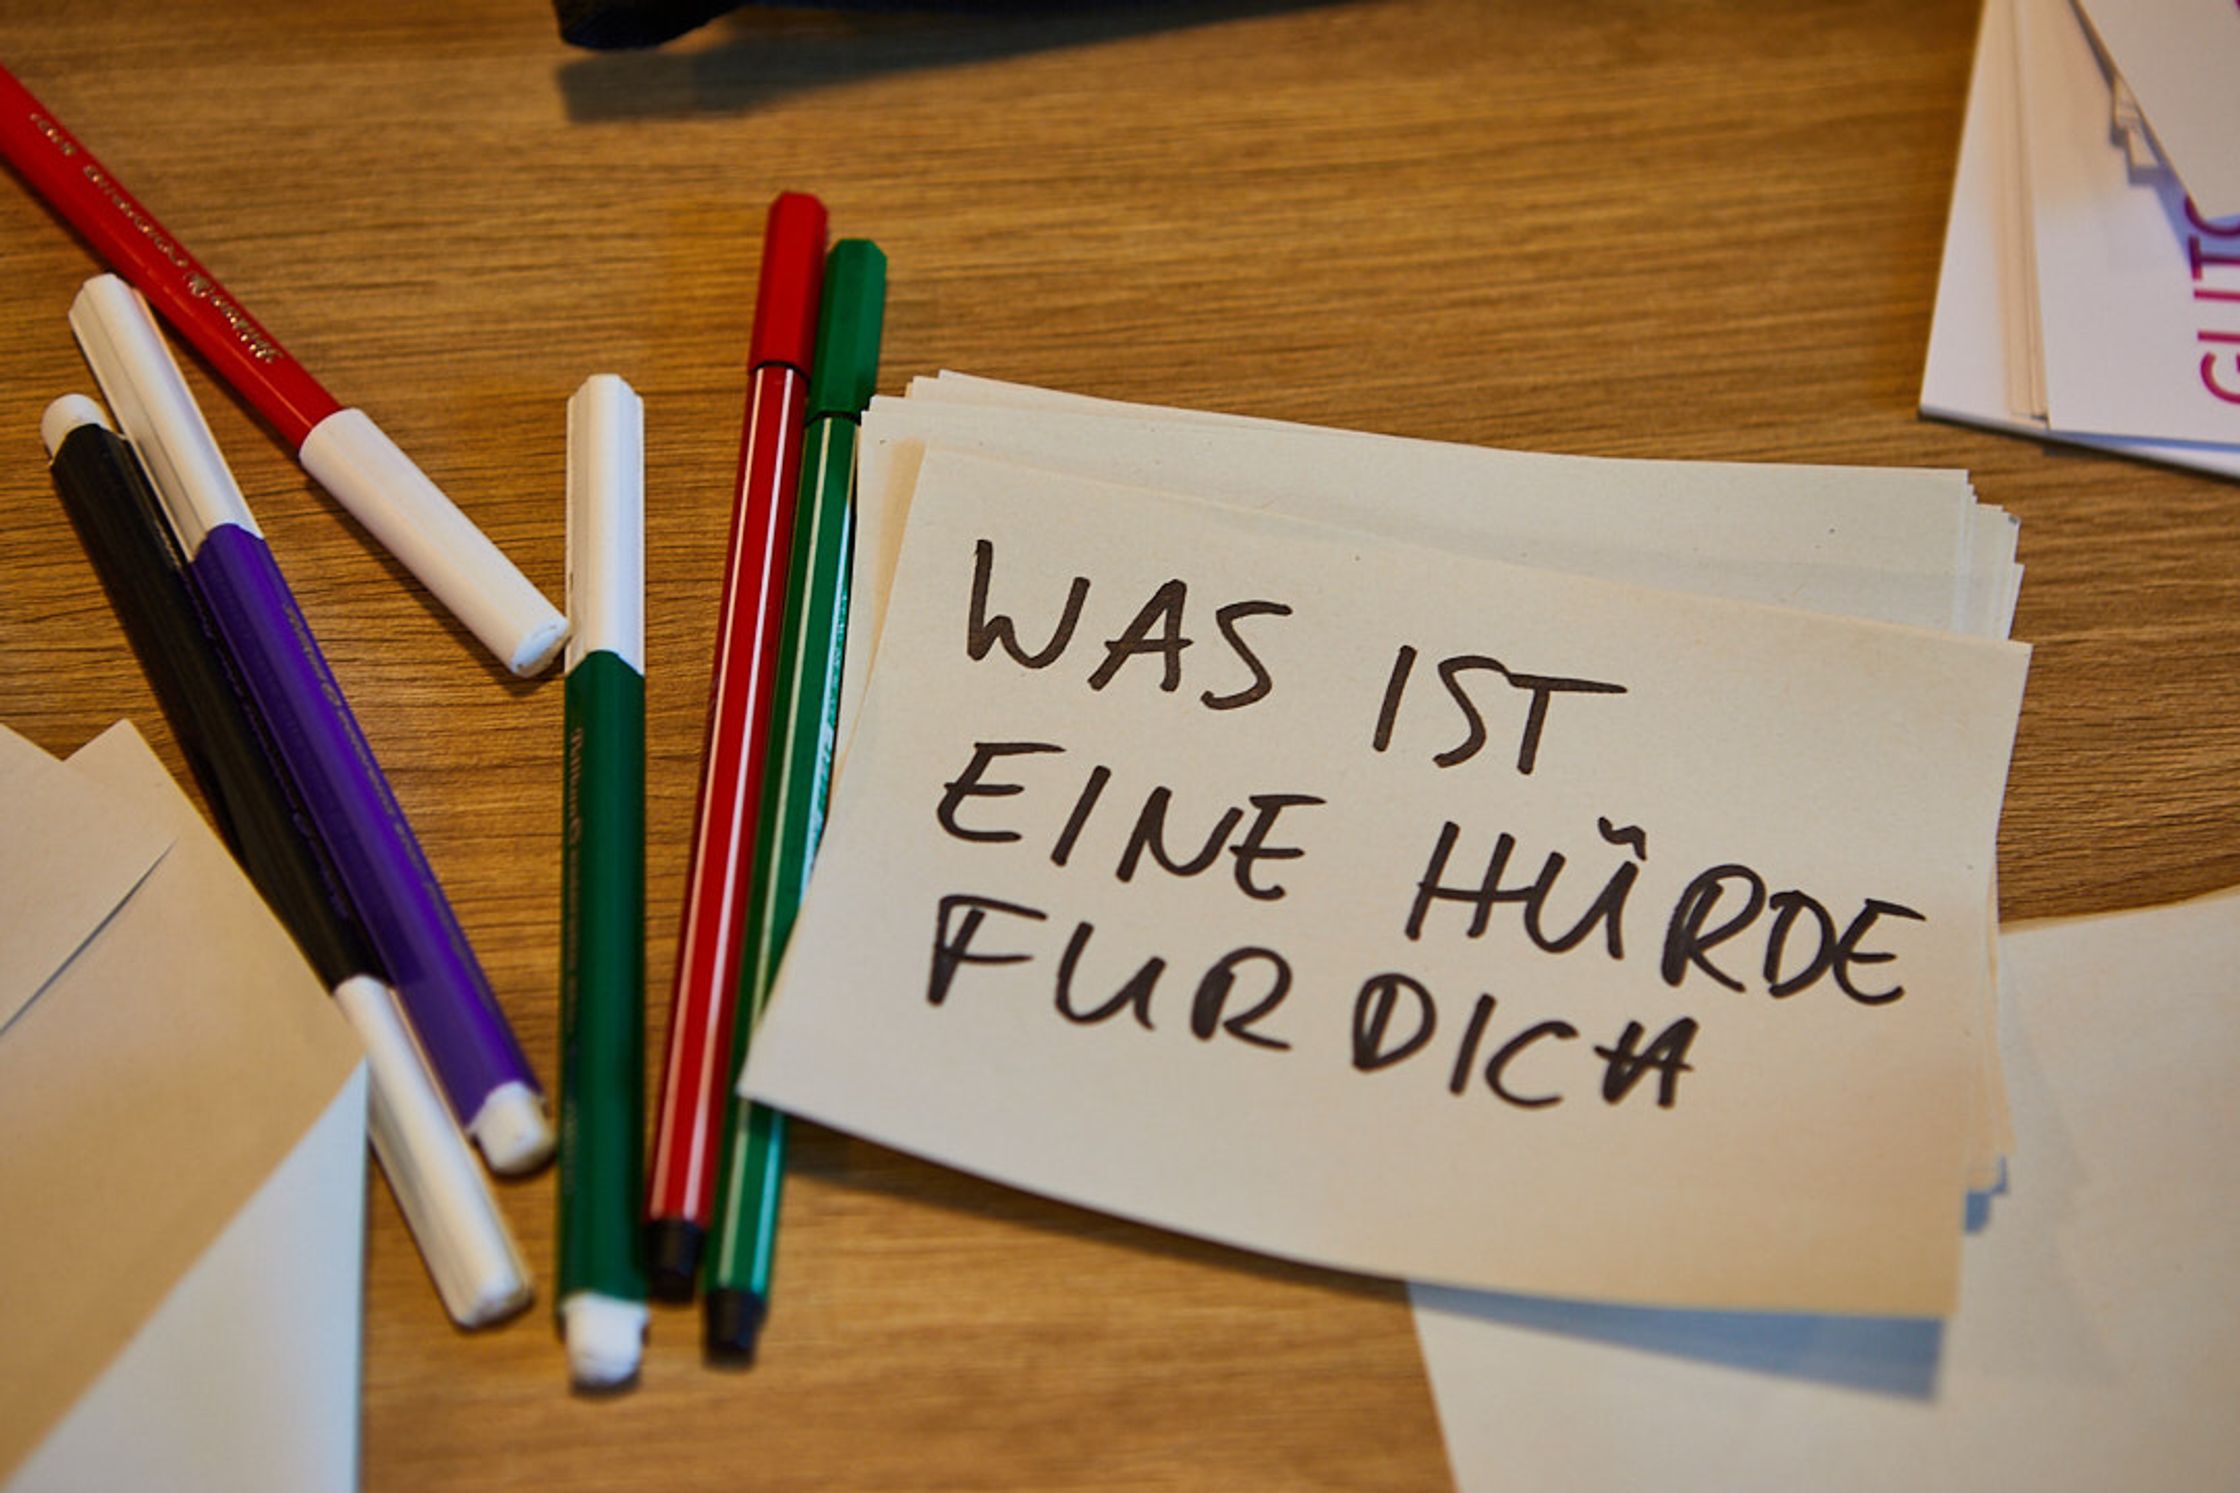 WAS IST
EINE HÜRDE
FUR DICH